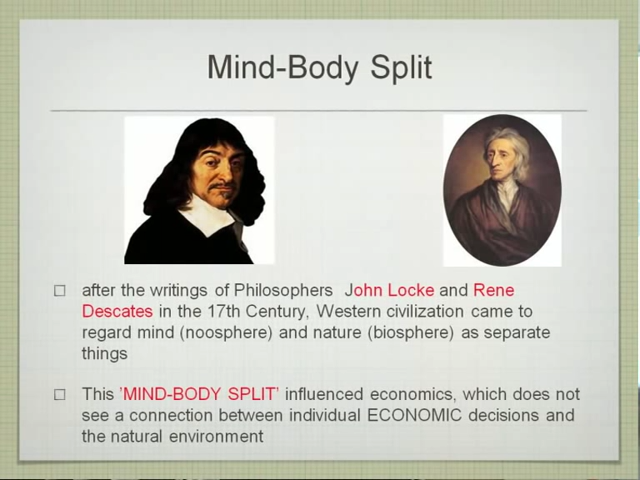 Mind-Body Split
after the writings of Philosophers John Locke and Rene
Descates in the 17th Century, Western civilization came to
regard mind (noosphere) and nature (biosphere) as separate
things
This 'MIND-BODY SPLIT' influenced economics, which does not
see a connection between individual ECONOMIC decisions and
the natural environment